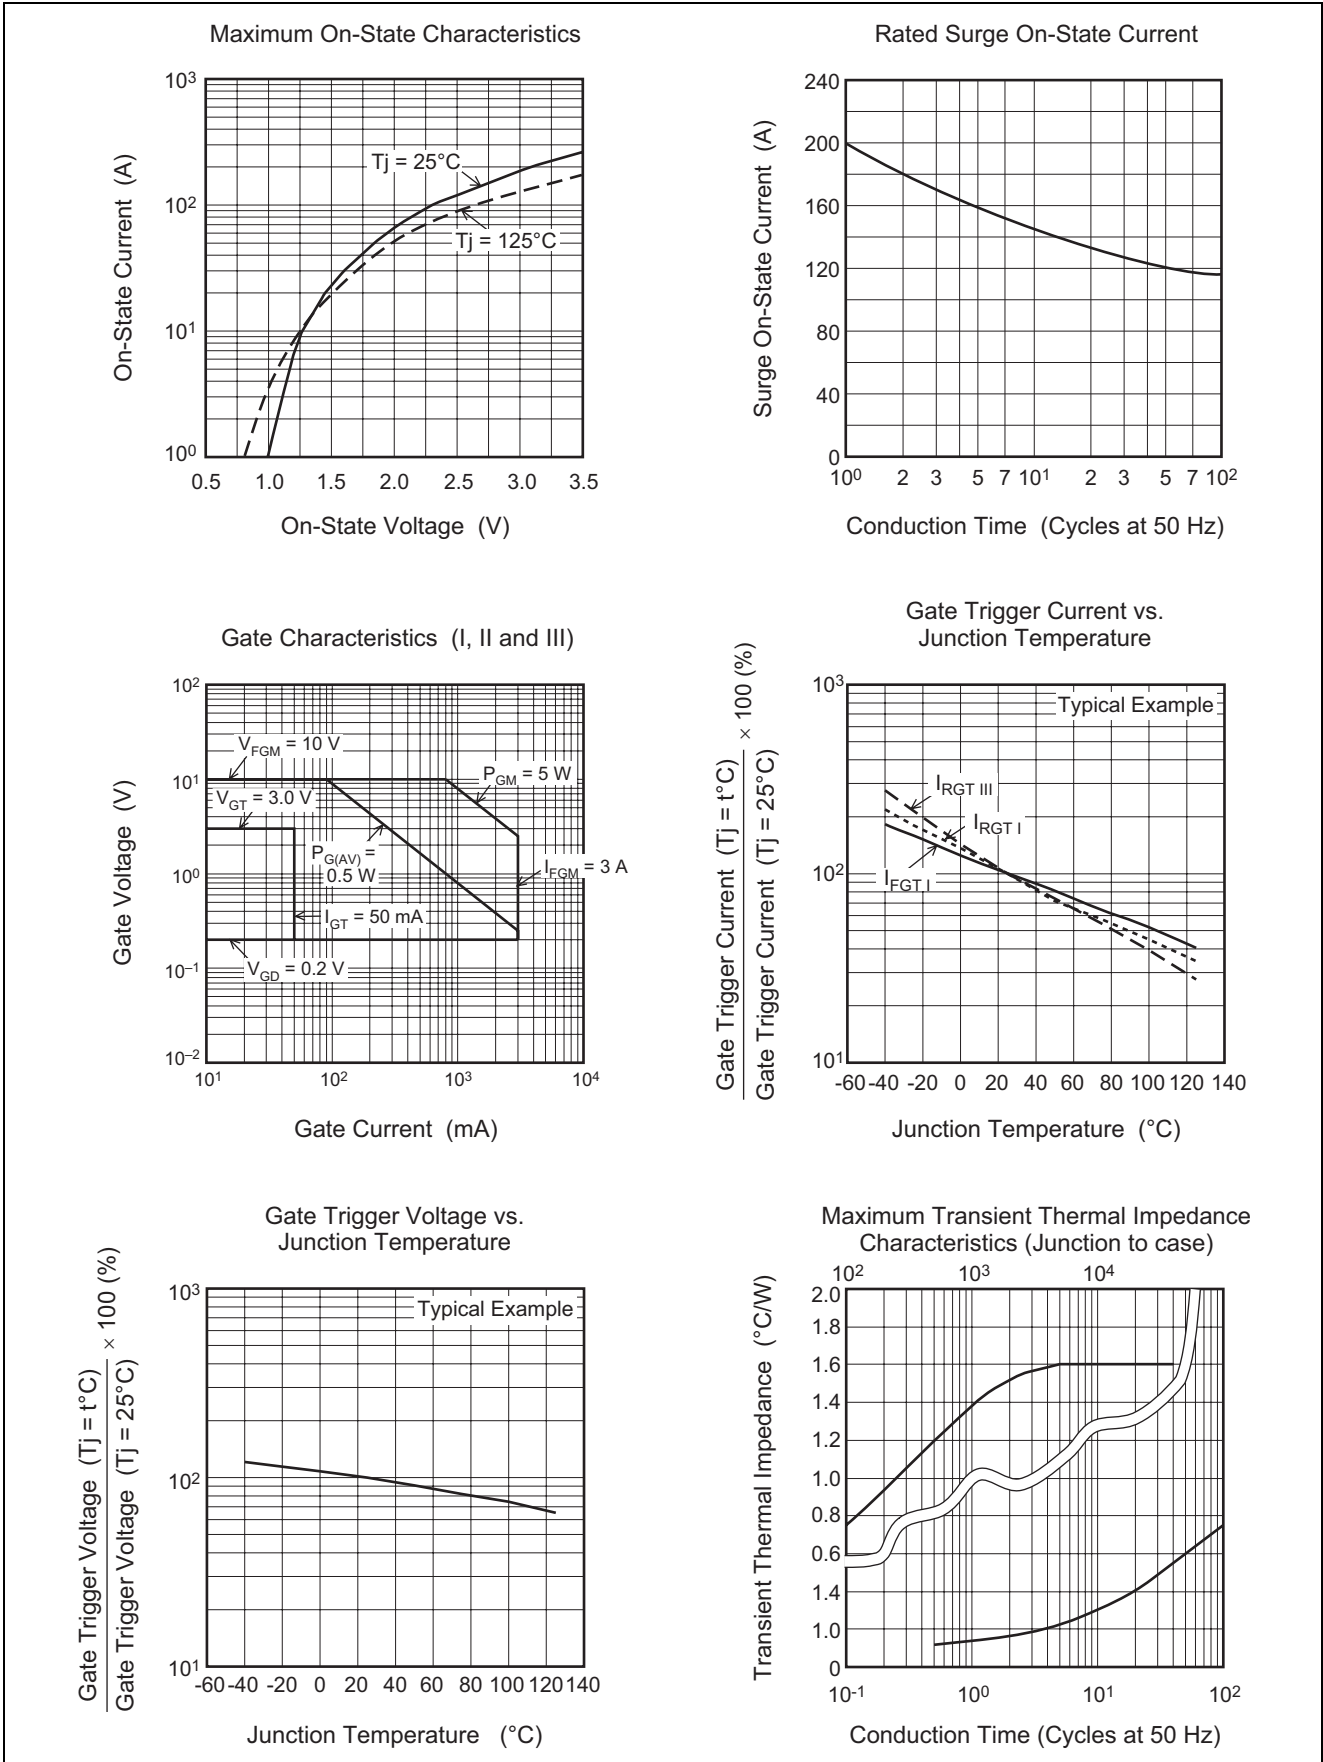 Maximum On-State Characteristics
On-State Current (A)
10³
10²
10¹
10⁰
Tj = 25°C
Tj = 125°C
0.5 1.0 1.5 2.0 2.5 3.0 3.5
On-State Voltage (V)
Rated Surge On-State Current
Surge On-State Current (A)
240
200
160
120
80
40
0
10⁰ 2 3 5 7 10¹ 2 3 5 7 10²
Conduction Time (Cycles at 50 Hz)
Gate Characteristics (I, II and III)
Gate Voltage (V)
10²
10¹
10⁰
10⁻¹
10⁻²
V_FGM = 10 V
P_GM = 5 W
V_GT = 3.0 V
P_G(AV) =
0.5 W
I_FGM = 3 A
I_GT = 50 mA
V_GD = 0.2 V
10¹ 10² 10³ 10⁴
Gate Current (mA)
Gate Trigger Current vs.
Junction Temperature
Gate Trigger Current (Tj = t°C)
Gate Trigger Current (Tj = 25°C)
× 100 (%)
10³
10²
10¹
Typical Example
I_RGT III
I_RGT I
I_FGT I
-60 -40 -20 0 20 40 60 80 100 120 140
Junction Temperature (°C)
Gate Trigger Voltage vs.
Junction Temperature
Gate Trigger Voltage (Tj = t°C)
Gate Trigger Voltage (Tj = 25°C)
× 100 (%)
10³
10²
10¹
Typical Example
-60 -40 -20 0 20 40 60 80 100 120 140
Junction Temperature (°C)
Maximum Transient Thermal Impedance
Characteristics (Junction to case)
10² 10³ 10⁴
Transient Thermal Impedance (°C/W)
2.0
1.8
1.6
1.4
1.2
1.0
0.8
0.6
1.4
1.0
0
10⁻¹ 10⁰ 10¹ 10²
Conduction Time (Cycles at 50 Hz)